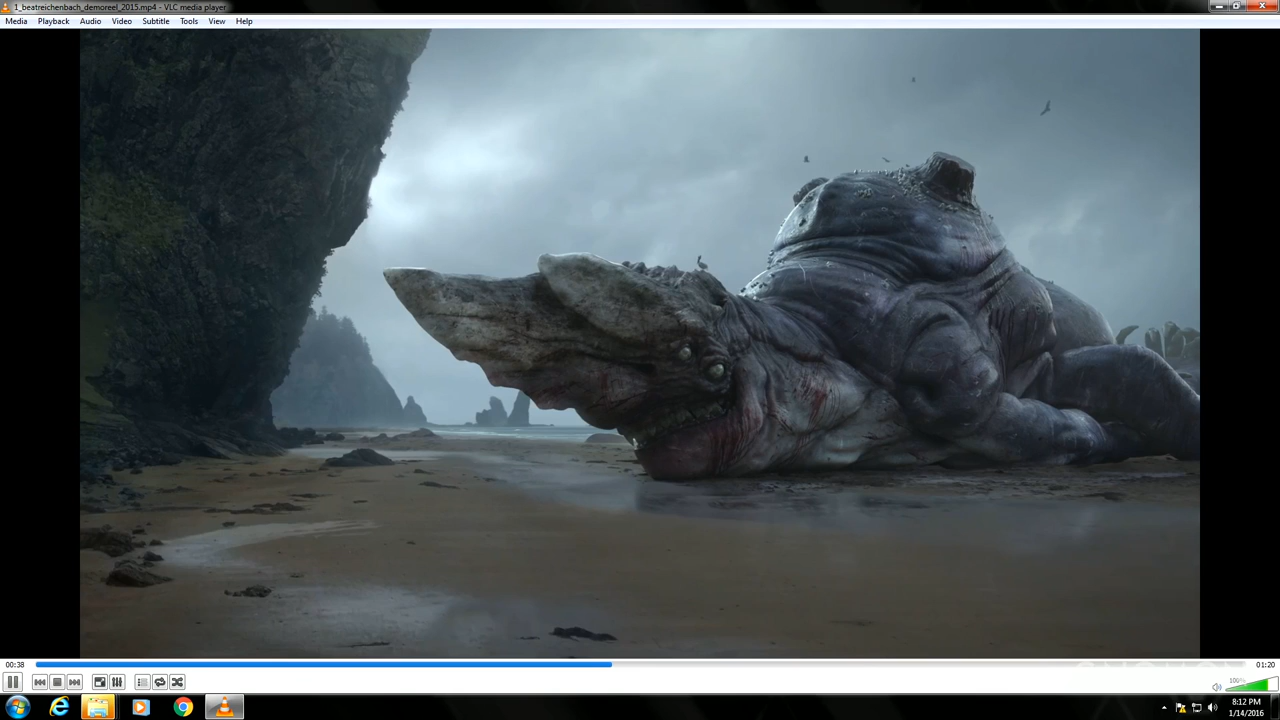 1_beatreichenbach_demoreel_2015.mp4 - VLC media player
Media Playback Audio Video Subtitle Tools View Help
00:38
01:20
100%
8:12 PM
1/14/2016